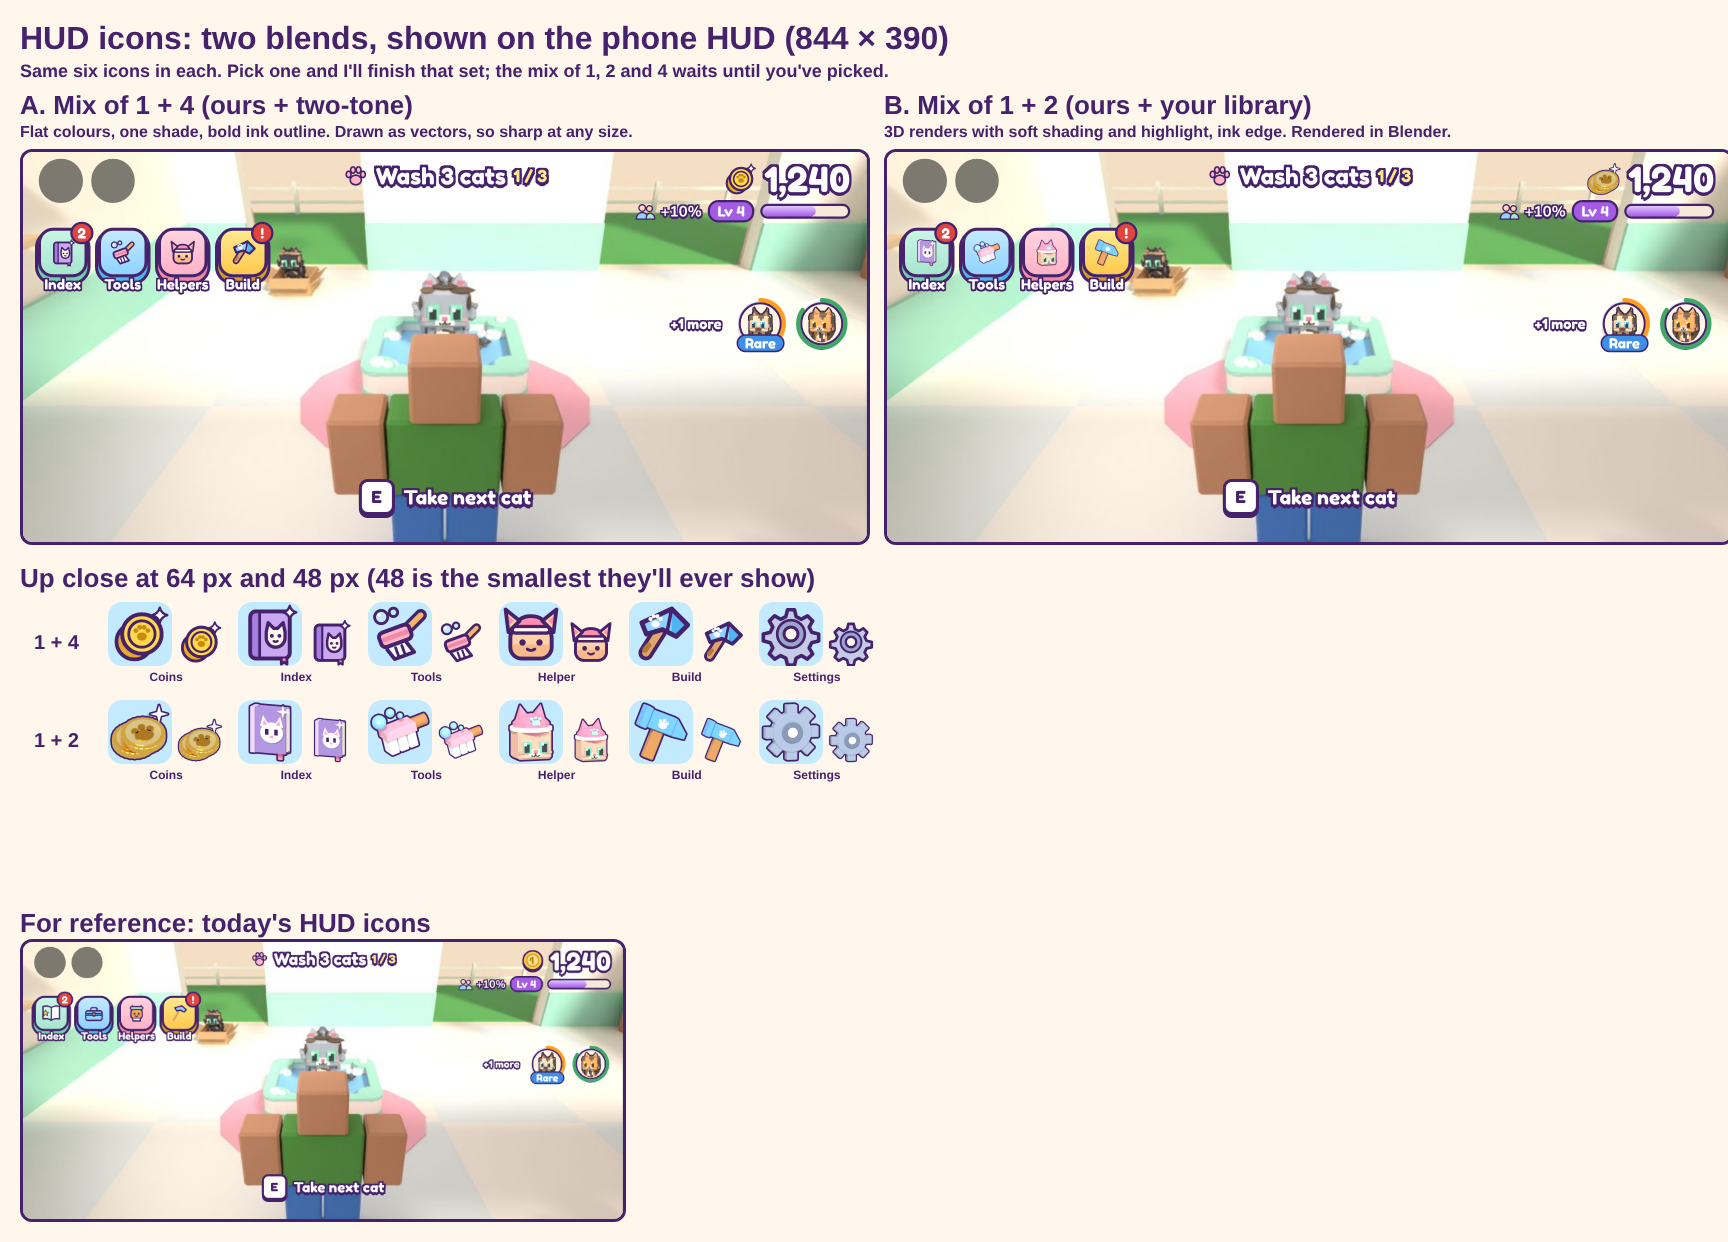 HUD icons: two blends, shown on the phone HUD (844 × 390)
Same six icons in each. Pick one and I'll finish that set; the mix of 1, 2 and 4 waits until you've picked.
A. Mix of 1 + 4 (ours + two-tone)
Flat colours, one shade, bold ink outline. Drawn as vectors, so sharp at any size.
Wash 3 cats 1/3
1,240
+10% Lv 4
2 !
Index Tools Helpers Build
+1 more
Rare
E Take next cat
B. Mix of 1 + 2 (ours + your library)
3D renders with soft shading and highlight, ink edge. Rendered in Blender.
Wash 3 cats 1/3
1,240
+10% Lv 4
2 !
Index Tools Helpers Build
+1 more
Rare
E Take next cat
Up close at 64 px and 48 px (48 is the smallest they'll ever show)
1 + 4
Coins Index Tools Helper Build Settings
1 + 2
Coins Index Tools Helper Build Settings
For reference: today's HUD icons
Wash 3 cats 1/3
1,240
+10% Lv 4
2 !
Index Tools Helpers Build
+1 more
Rare
E Take next cat